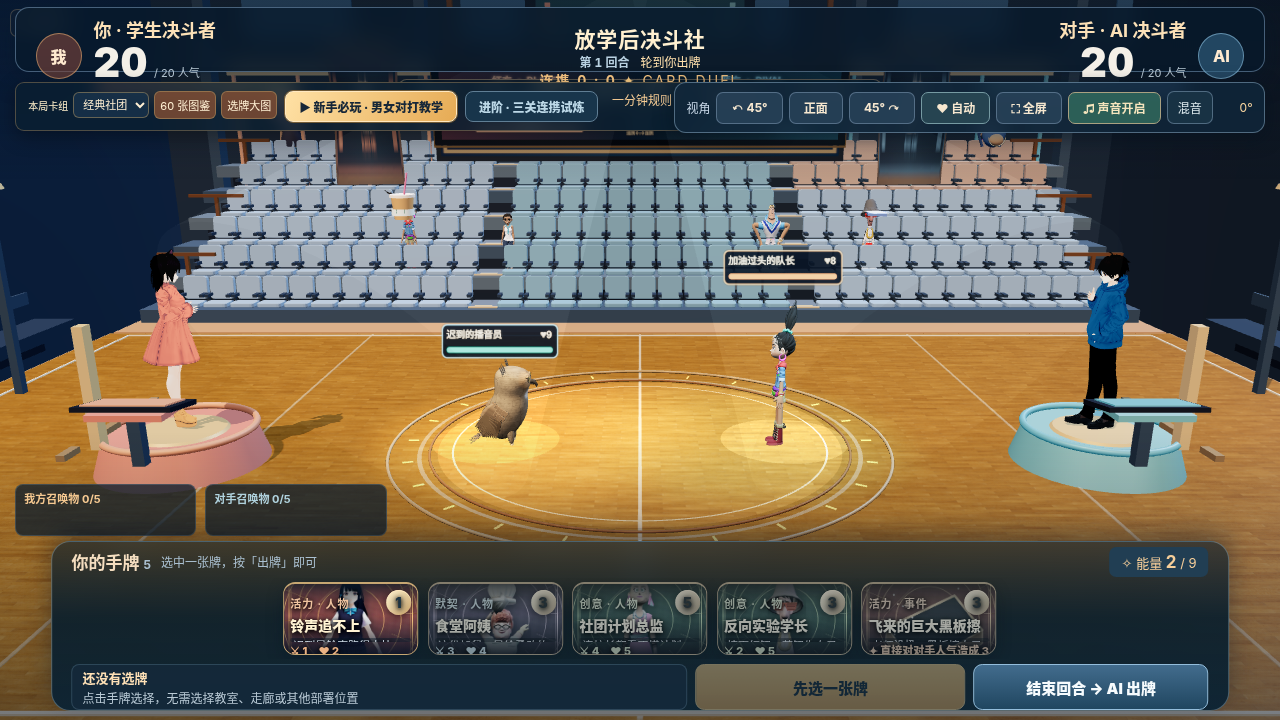 我
你 · 学生决斗者
20 / 20 人气
放学后决斗社
第 1 回合 轮到你出牌
对手 · AI 决斗者
20 / 20 人气
AI
本局卡组
经典社团
60 张图鉴
选牌大图
▶ 新手必玩 · 男女对打教学
进阶 · 三关连携试炼
一分钟规则
视角
↶ 45°
正面
45° ↷
♥ 自动
⛶ 全屏
♫ 声音开启
混音
0°
加油过头的队长 ♥8
迟到的播音员 ♥9
我方召唤物 0/5
对手召唤物 0/5
你的手牌 5 选中一张牌，按「出牌」即可
✧ 能量 2 / 9
活力 · 人物 1
铃声追不上
⚔1 ♥2
默契 · 人物 3
食堂阿姨
⚔3 ♥4
创意 · 人物 5
社团计划总监
⚔4 ♥5
创意 · 人物 3
反向实验学长
⚔2 ♥5
活力 · 事件 3
飞来的巨大黑板擦
✦ 直接对对手人气造成 3
还没有选牌
点击手牌选择，无需选择教室、走廊或其他部署位置
先选一张牌
结束回合 → AI 出牌